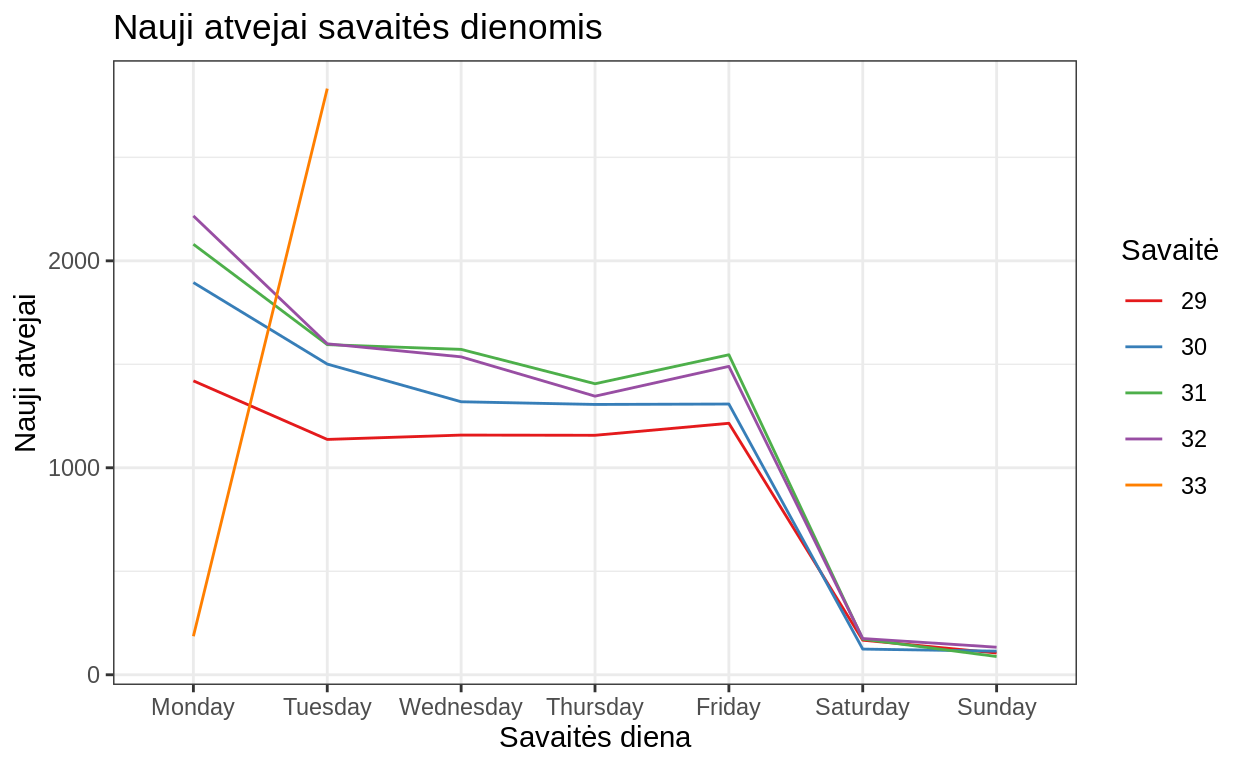 Nauji atvejai savaitės dienomis
Nauji atvejai
2000
1000
0
Monday Tuesday Wednesday Thursday Friday Saturday Sunday
Savaitės diena
Savaitė
29
30
31
32
33